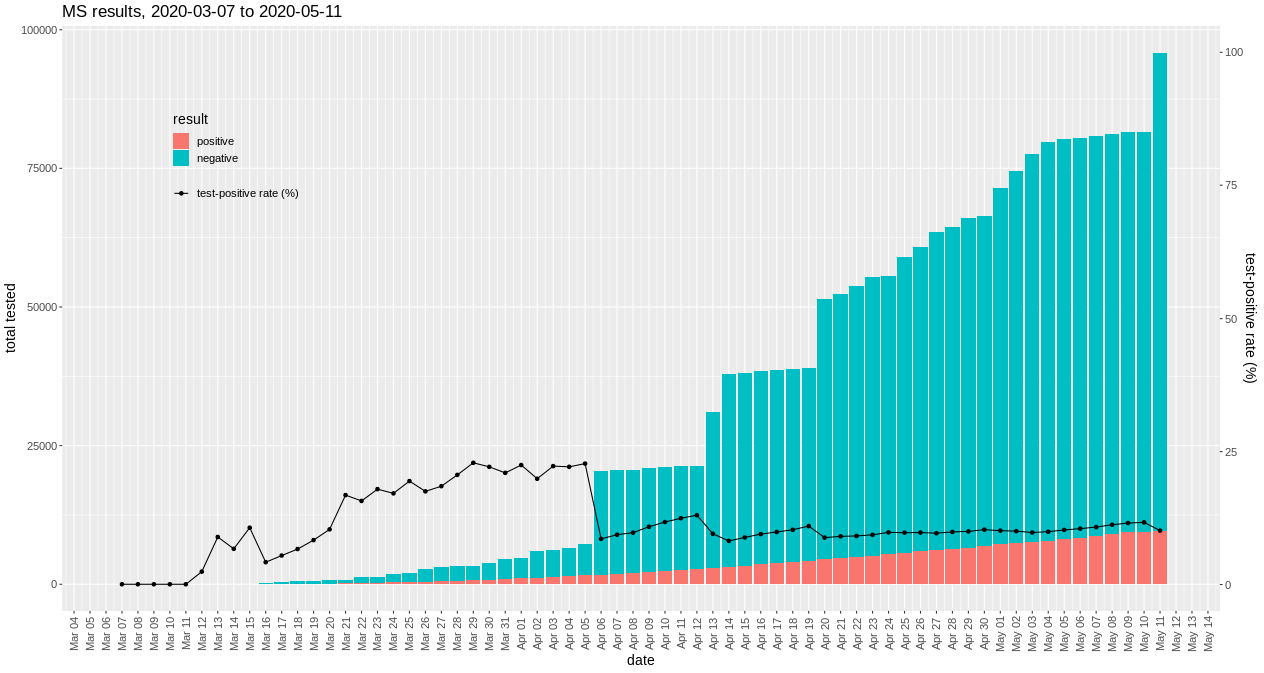 MS results, 2020-03-07 to 2020-05-11
100000
75000
50000
25000
0
total tested
result
positive
negative
test-positive rate (%)
100
75
50
25
0
test-positive rate (%)
Mar 04
Mar 05
Mar 06
Mar 07
Mar 08
Mar 09
Mar 10
Mar 11
Mar 12
Mar 13
Mar 14
Mar 15
Mar 16
Mar 17
Mar 18
Mar 19
Mar 20
Mar 21
Mar 22
Mar 23
Mar 24
Mar 25
Mar 26
Mar 27
Mar 28
Mar 29
Mar 30
Mar 31
Apr 01
Apr 02
Apr 03
Apr 04
Apr 05
Apr 06
Apr 07
Apr 08
Apr 09
Apr 10
Apr 11
Apr 12
Apr 13
Apr 14
Apr 15
Apr 16
Apr 17
Apr 18
Apr 19
Apr 20
Apr 21
Apr 22
Apr 23
Apr 24
Apr 25
Apr 26
Apr 27
Apr 28
Apr 29
Apr 30
May 01
May 02
May 03
May 04
May 05
May 06
May 07
May 08
May 09
May 10
May 11
May 12
May 13
May 14
date